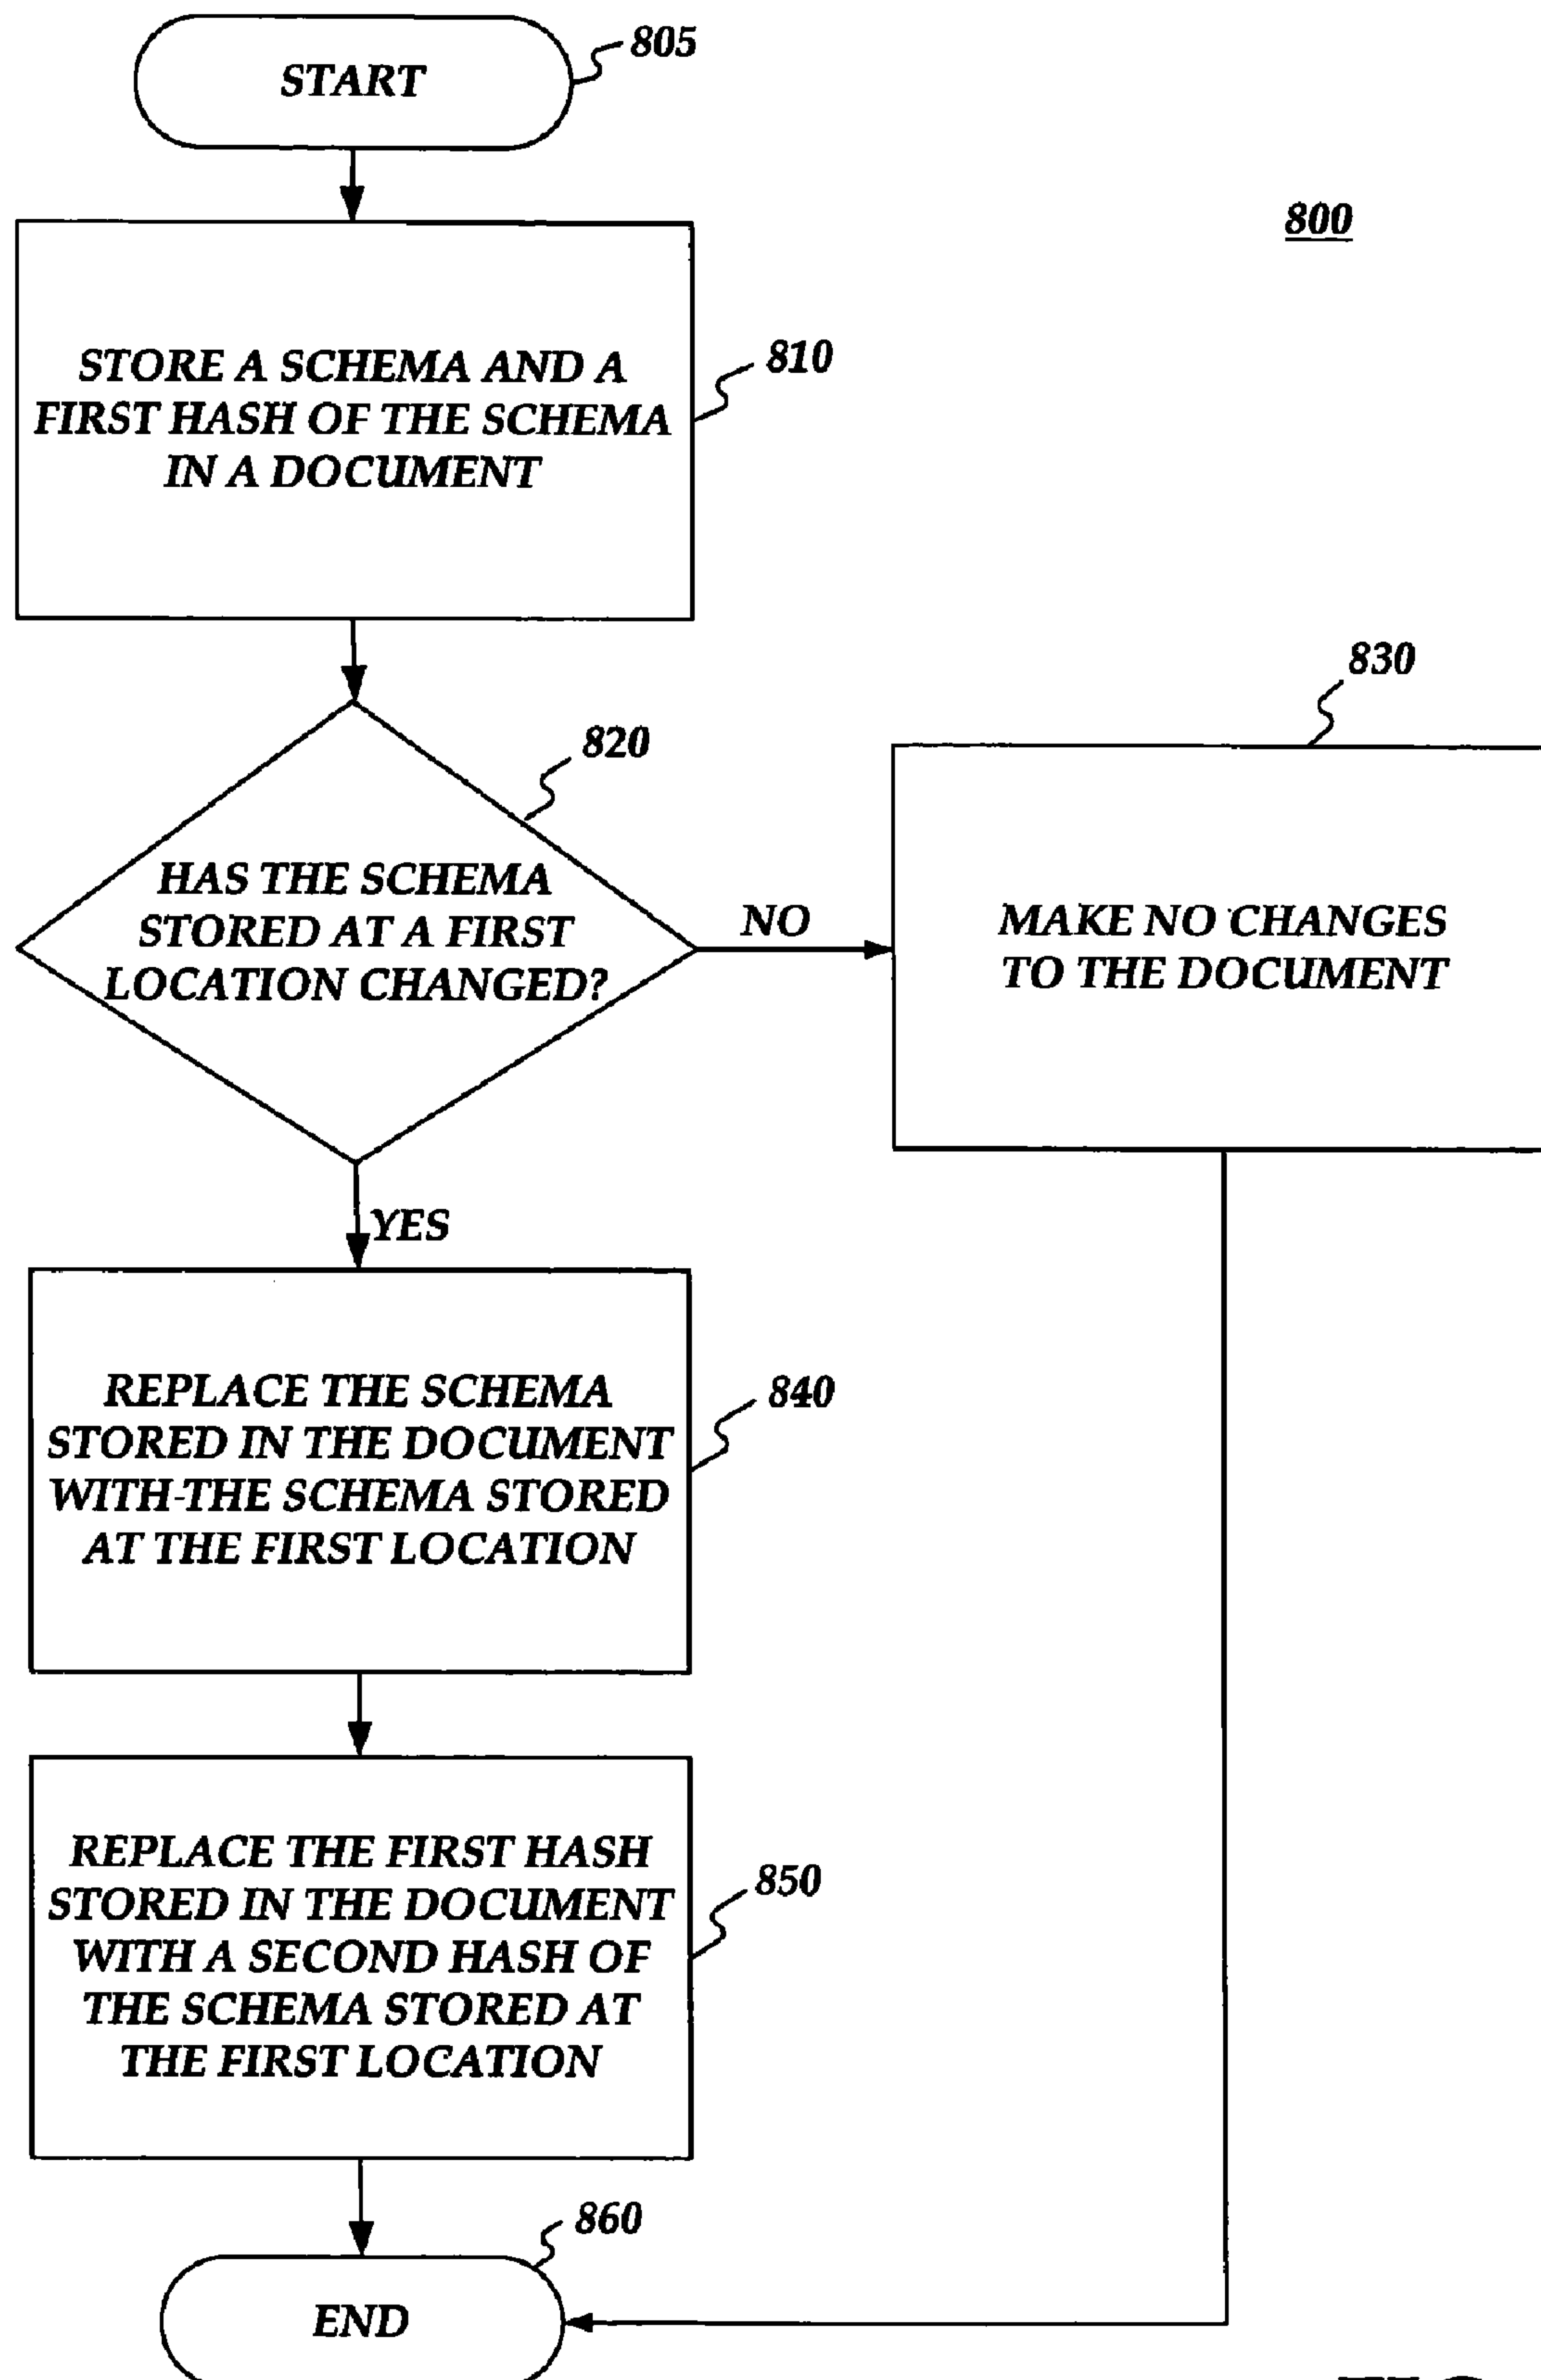 START
805
800
STORE A SCHEMA AND A
FIRST HASH OF THE SCHEMA
IN A DOCUMENT
810
HAS THE SCHEMA
STORED AT A FIRST
LOCATION CHANGED?
820
NO
830
MAKE NO CHANGES
TO THE DOCUMENT
YES
REPLACE THE SCHEMA
STORED IN THE DOCUMENT
WITH THE SCHEMA STORED
AT THE FIRST LOCATION
840
REPLACE THE FIRST HASH
STORED IN THE DOCUMENT
WITH A SECOND HASH OF
THE SCHEMA STORED AT
THE FIRST LOCATION
850
860
END